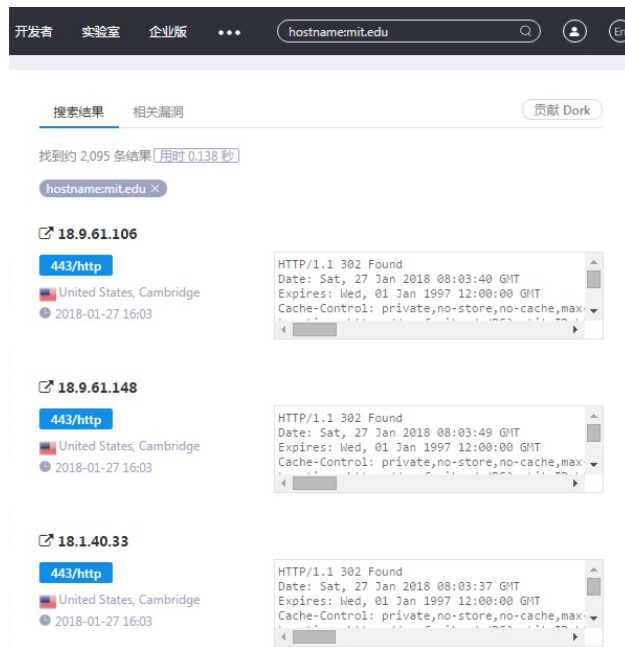 开发者 实验室 企业版 ••• hostname:mit.edu En
搜索结果 相关漏洞 贡献 Dork
找到约 2,095 条结果 用时 0.138 秒
hostname:mit.edu ×
18.9.61.106
443/http
United States, Cambridge
2018-01-27 16:03
HTTP/1.1 302 Found
Date: Sat, 27 Jan 2018 08:03:40 GMT
Expires: Wed, 01 Jan 1997 12:00:00 GMT
Cache-Control: private,no-store,no-cache,max-
18.9.61.148
443/http
United States, Cambridge
2018-01-27 16:03
HTTP/1.1 302 Found
Date: Sat, 27 Jan 2018 08:03:49 GMT
Expires: Wed, 01 Jan 1997 12:00:00 GMT
Cache-Control: private,no-store,no-cache,max-
18.1.40.33
443/http
United States, Cambridge
2018-01-27 16:03
HTTP/1.1 302 Found
Date: Sat, 27 Jan 2018 08:03:37 GMT
Expires: Wed, 01 Jan 1997 12:00:00 GMT
Cache-Control: private,no-store,no-cache,max-